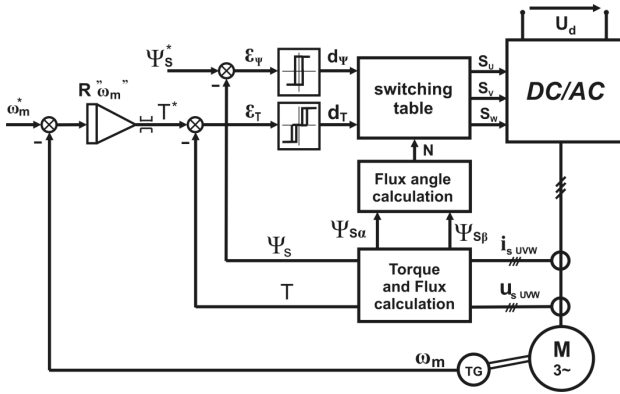 U_d
Ψ_S^*
ε_Ψ
d_Ψ
switching
table
S_U
S_V
S_W
DC/AC
ω_m^*
R "ω_m"
T^*
ε_T
d_T
N
Flux angle
calculation
Ψ_Sα
Ψ_Sβ
Ψ_S
T
Torque
and Flux
calculation
i_s UVW
u_s UVW
ω_m
TG
M
3~